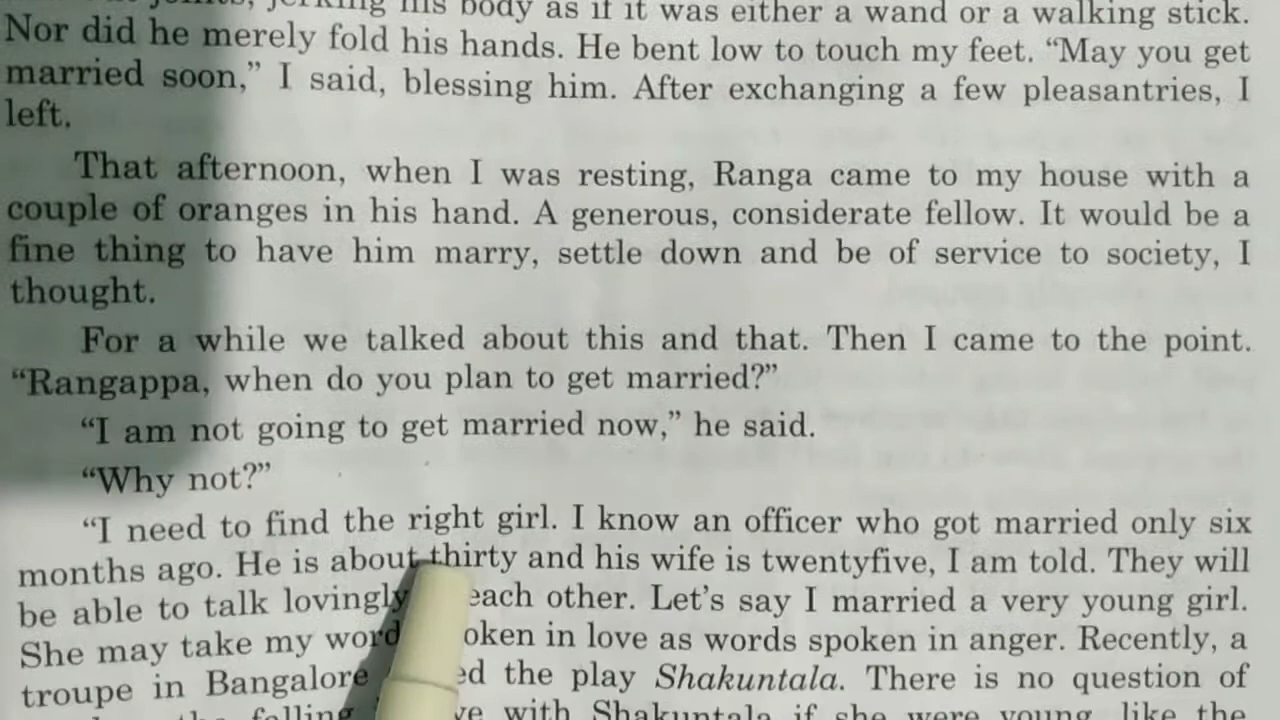 jerking his body as if it was either a wand or a walking stick.
Nor did he merely fold his hands. He bent low to touch my feet. “May you get
married soon,” I said, blessing him. After exchanging a few pleasantries, I
left.
That afternoon, when I was resting, Ranga came to my house with a
couple of oranges in his hand. A generous, considerate fellow. It would be a
fine thing to have him marry, settle down and be of service to society, I
thought.
For a while we talked about this and that. Then I came to the point.
“Rangappa, when do you plan to get married?”
“I am not going to get married now,” he said.
“Why not?”
“I need to find the right girl. I know an officer who got married only six
months ago. He is about thirty and his wife is twentyfive, I am told. They will
be able to talk lovingly each other. Let’s say I married a very young girl.
She may take my word oken in love as words spoken in anger. Recently, a
troupe in Bangalore ed the play Shakuntala. There is no question of
falling with Shakuntala if she were young, like the